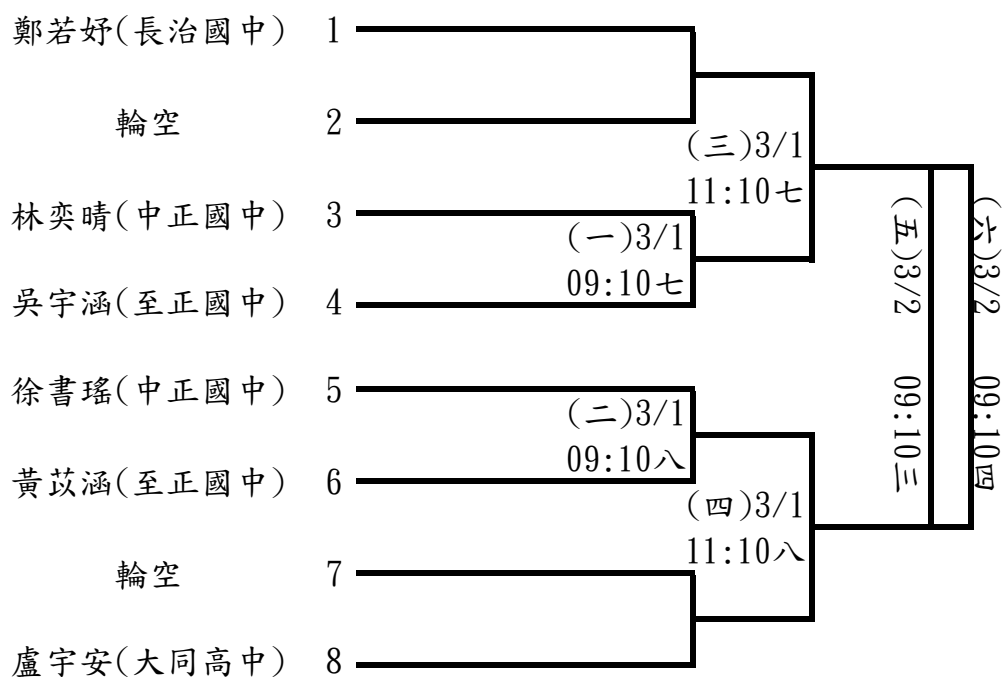 鄭若妤(長治國中) 1
輪空 2
(三)3/1
11:10七
林奕晴(中正國中) 3
(一)3/1
09:10七
吳宇涵(至正國中) 4
(五)3/2 09:10三
(六)3/2 09:10四
徐書瑤(中正國中) 5
(二)3/1
09:10八
黃苡涵(至正國中) 6
(四)3/1
11:10八
輪空 7
盧宇安(大同高中) 8